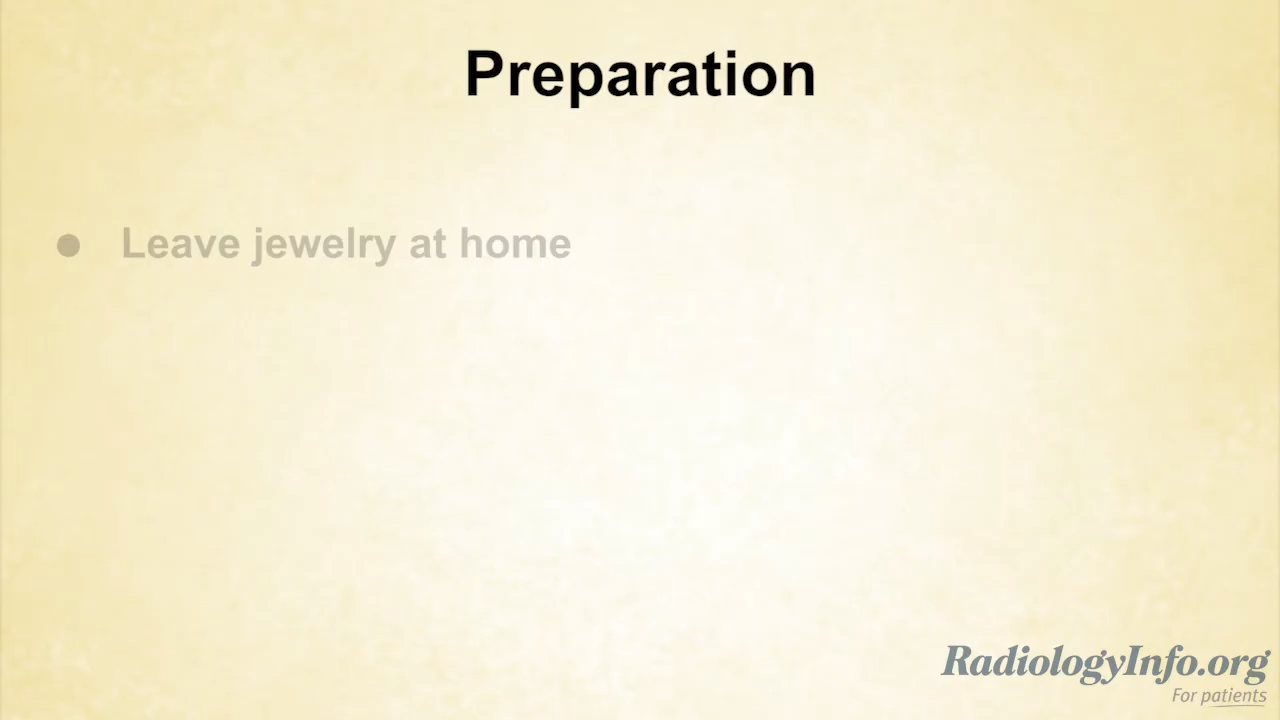 Preparation
● Leave jewelry at home
RadiologyInfo.org
For patients